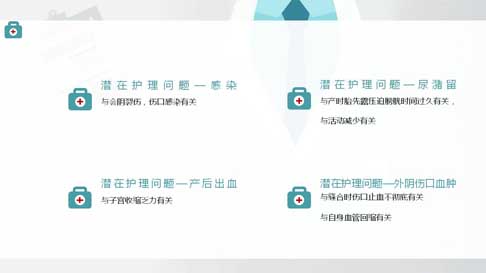 潜在护理问题—感染
与会阴裂伤，伤口感染有关
潜在护理问题—尿潴留
与产时胎先露压迫膀胱时间过久有关，
与活动减少有关
潜在护理问题—产后出血
与子宫收缩乏力有关
潜在护理问题—外阴伤口血肿
与缝合时伤口止血不彻底有关
与自身血管回缩有关